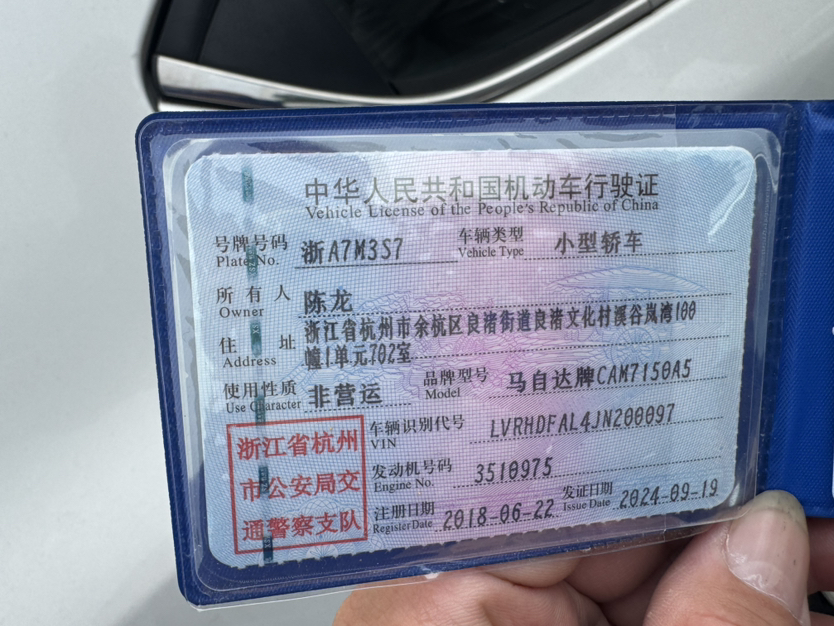 中华人民共和国机动车行驶证
Vehicle License of the People's Republic of China
号牌号码 浙A7M3S7 车辆类型 小型轿车
Plate No. Vehicle Type
所有人 陈龙
Owner
住址 浙江省杭州市余杭区良渚街道良渚文化村溪谷岚湾100
Address 幢1单元702室
使用性质 非营运 品牌型号 马自达牌CAM7150A5
Use Character Model
浙江省杭州
市公安局交
通警察支队
车辆识别代号 LVRHDFAL4JN200097
VIN
发动机号码 3510975
Engine No.
注册日期 2018-06-22 发证日期 2024-09-19
Register Date Issue Date